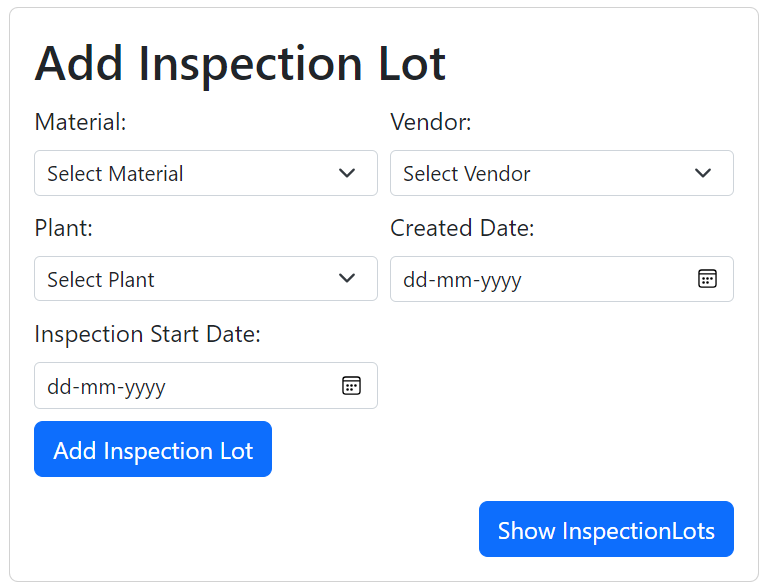 Add Inspection Lot
Material: Vendor:
Select Material Select Vendor
Plant: Created Date:
Select Plant dd-mm-yyyy
Inspection Start Date:
dd-mm-yyyy
Add Inspection Lot
Show InspectionLots